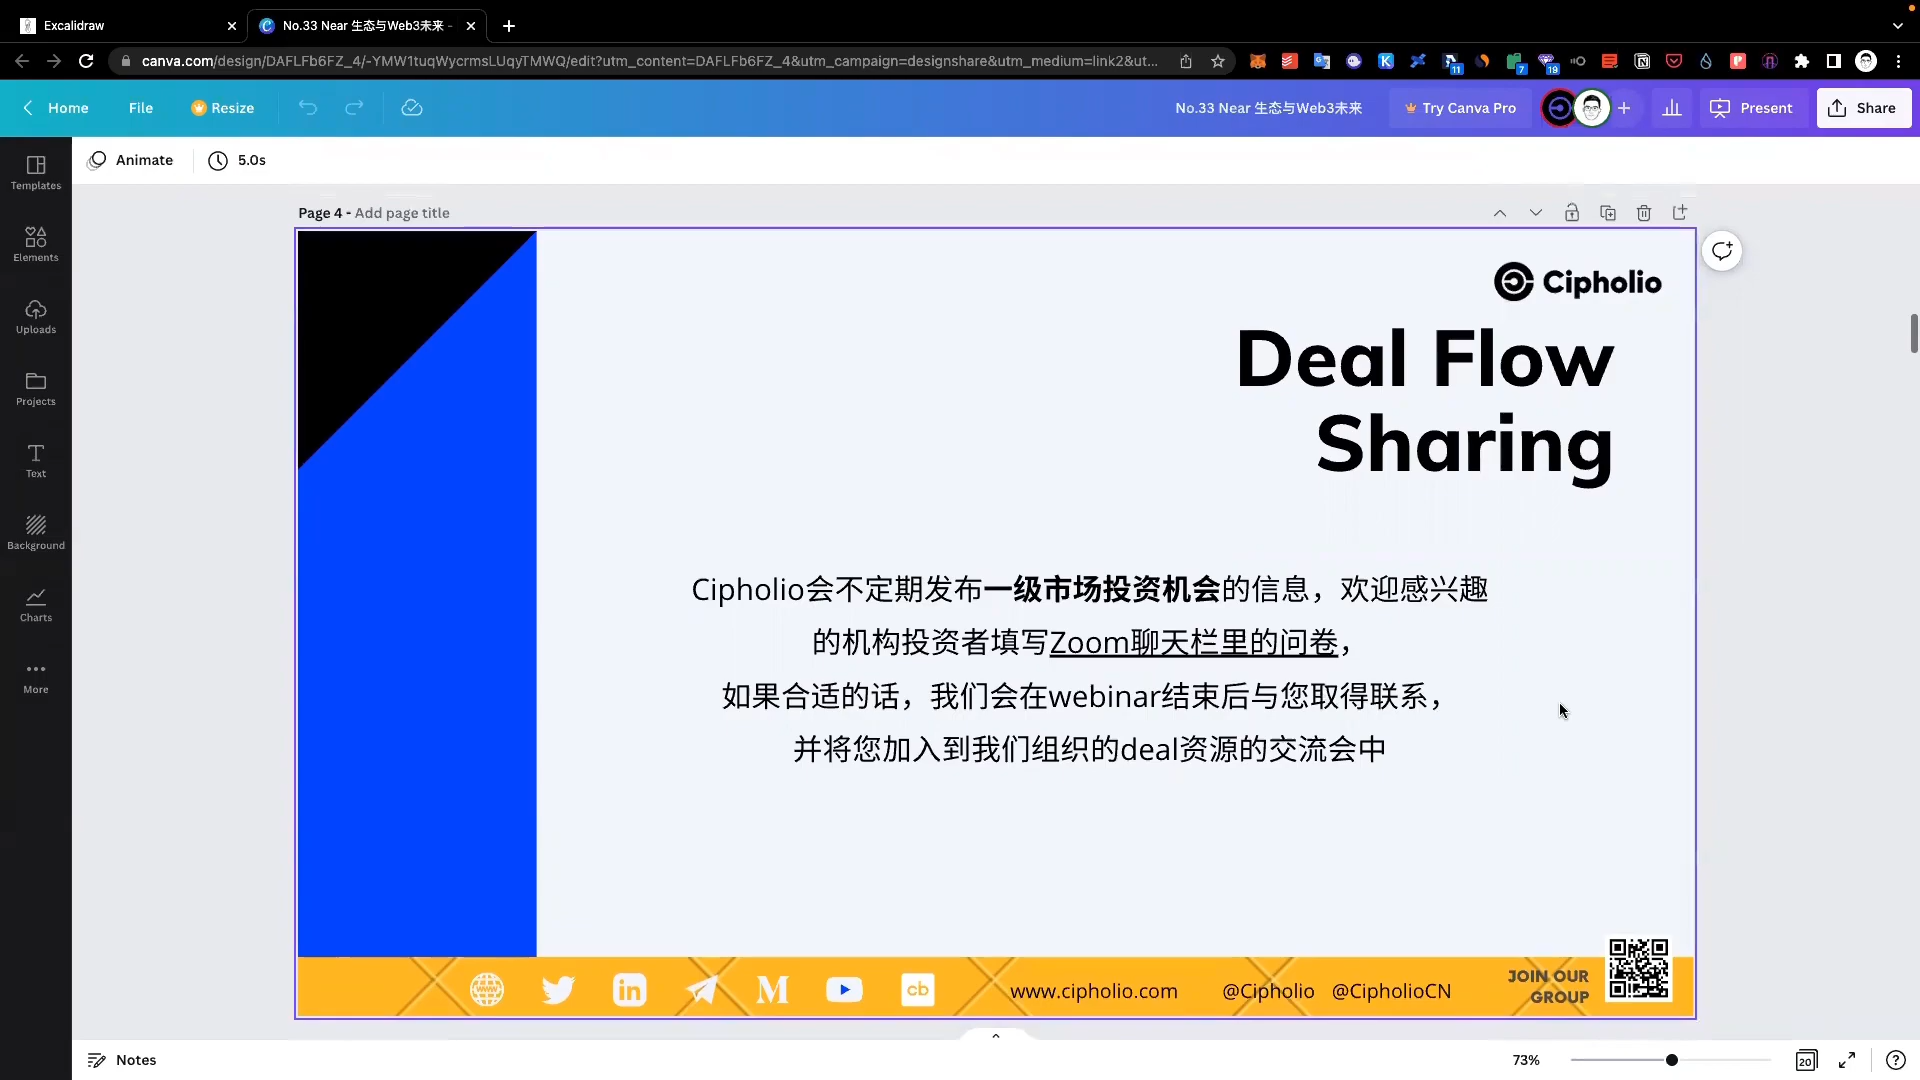 Excalidraw
No.33 Near 生态与Web3未来 -
canva.com/design/DAFLFb6FZ_4/-YMW1tuqWycrmsLUqyTMWQ/edit?utm_content=DAFLFb6FZ_4&utm_campaign=designshare&utm_medium=link2&ut...
11
7
19
Home
File
Resize
No.33 Near 生态与Web3未来
Try Canva Pro
Present
Share
Animate
5.0s
Templates
Elements
Uploads
Projects
Text
Background
Charts
More
Page 4 - Add page title
Cipholio
Deal Flow
Sharing
Cipholio会不定期发布一级市场投资机会的信息，欢迎感兴趣
的机构投资者填写Zoom聊天栏里的问卷，
如果合适的话，我们会在webinar结束后与您取得联系，
并将您加入到我们组织的deal资源的交流会中
www
in
M
cb
www.cipholio.com
@Cipholio
@CipholioCN
JOIN OUR
GROUP
Notes
73%
20